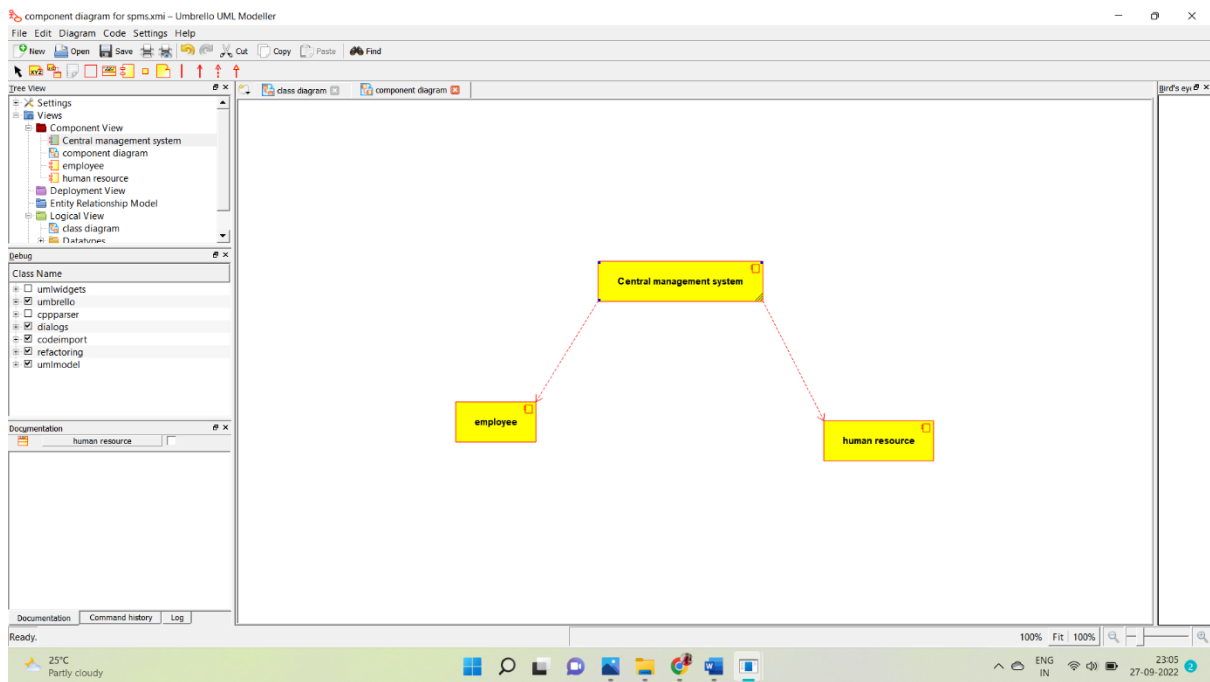 component diagram for spms.xmi – Umbrello UML Modeller
File Edit Diagram Code Settings Help
New Open Save Cut Copy Paste Find
Tree View
class diagram component diagram
Bird's eye
Settings
Views
Component View
Central management system
component diagram
employee
human resource
Deployment View
Entity Relationship Model
Logical View
class diagram
Datatypes
Debug
Class Name
umlwidgets
umbrello
cppparser
dialogs
codeimport
refactoring
umlmodel
Documentation
human resource
Central management system
employee
human resource
Documentation Command history Log
Ready.
100% Fit 100%
25°C
Partly cloudy
ENG
IN
23:05
27-09-2022
2